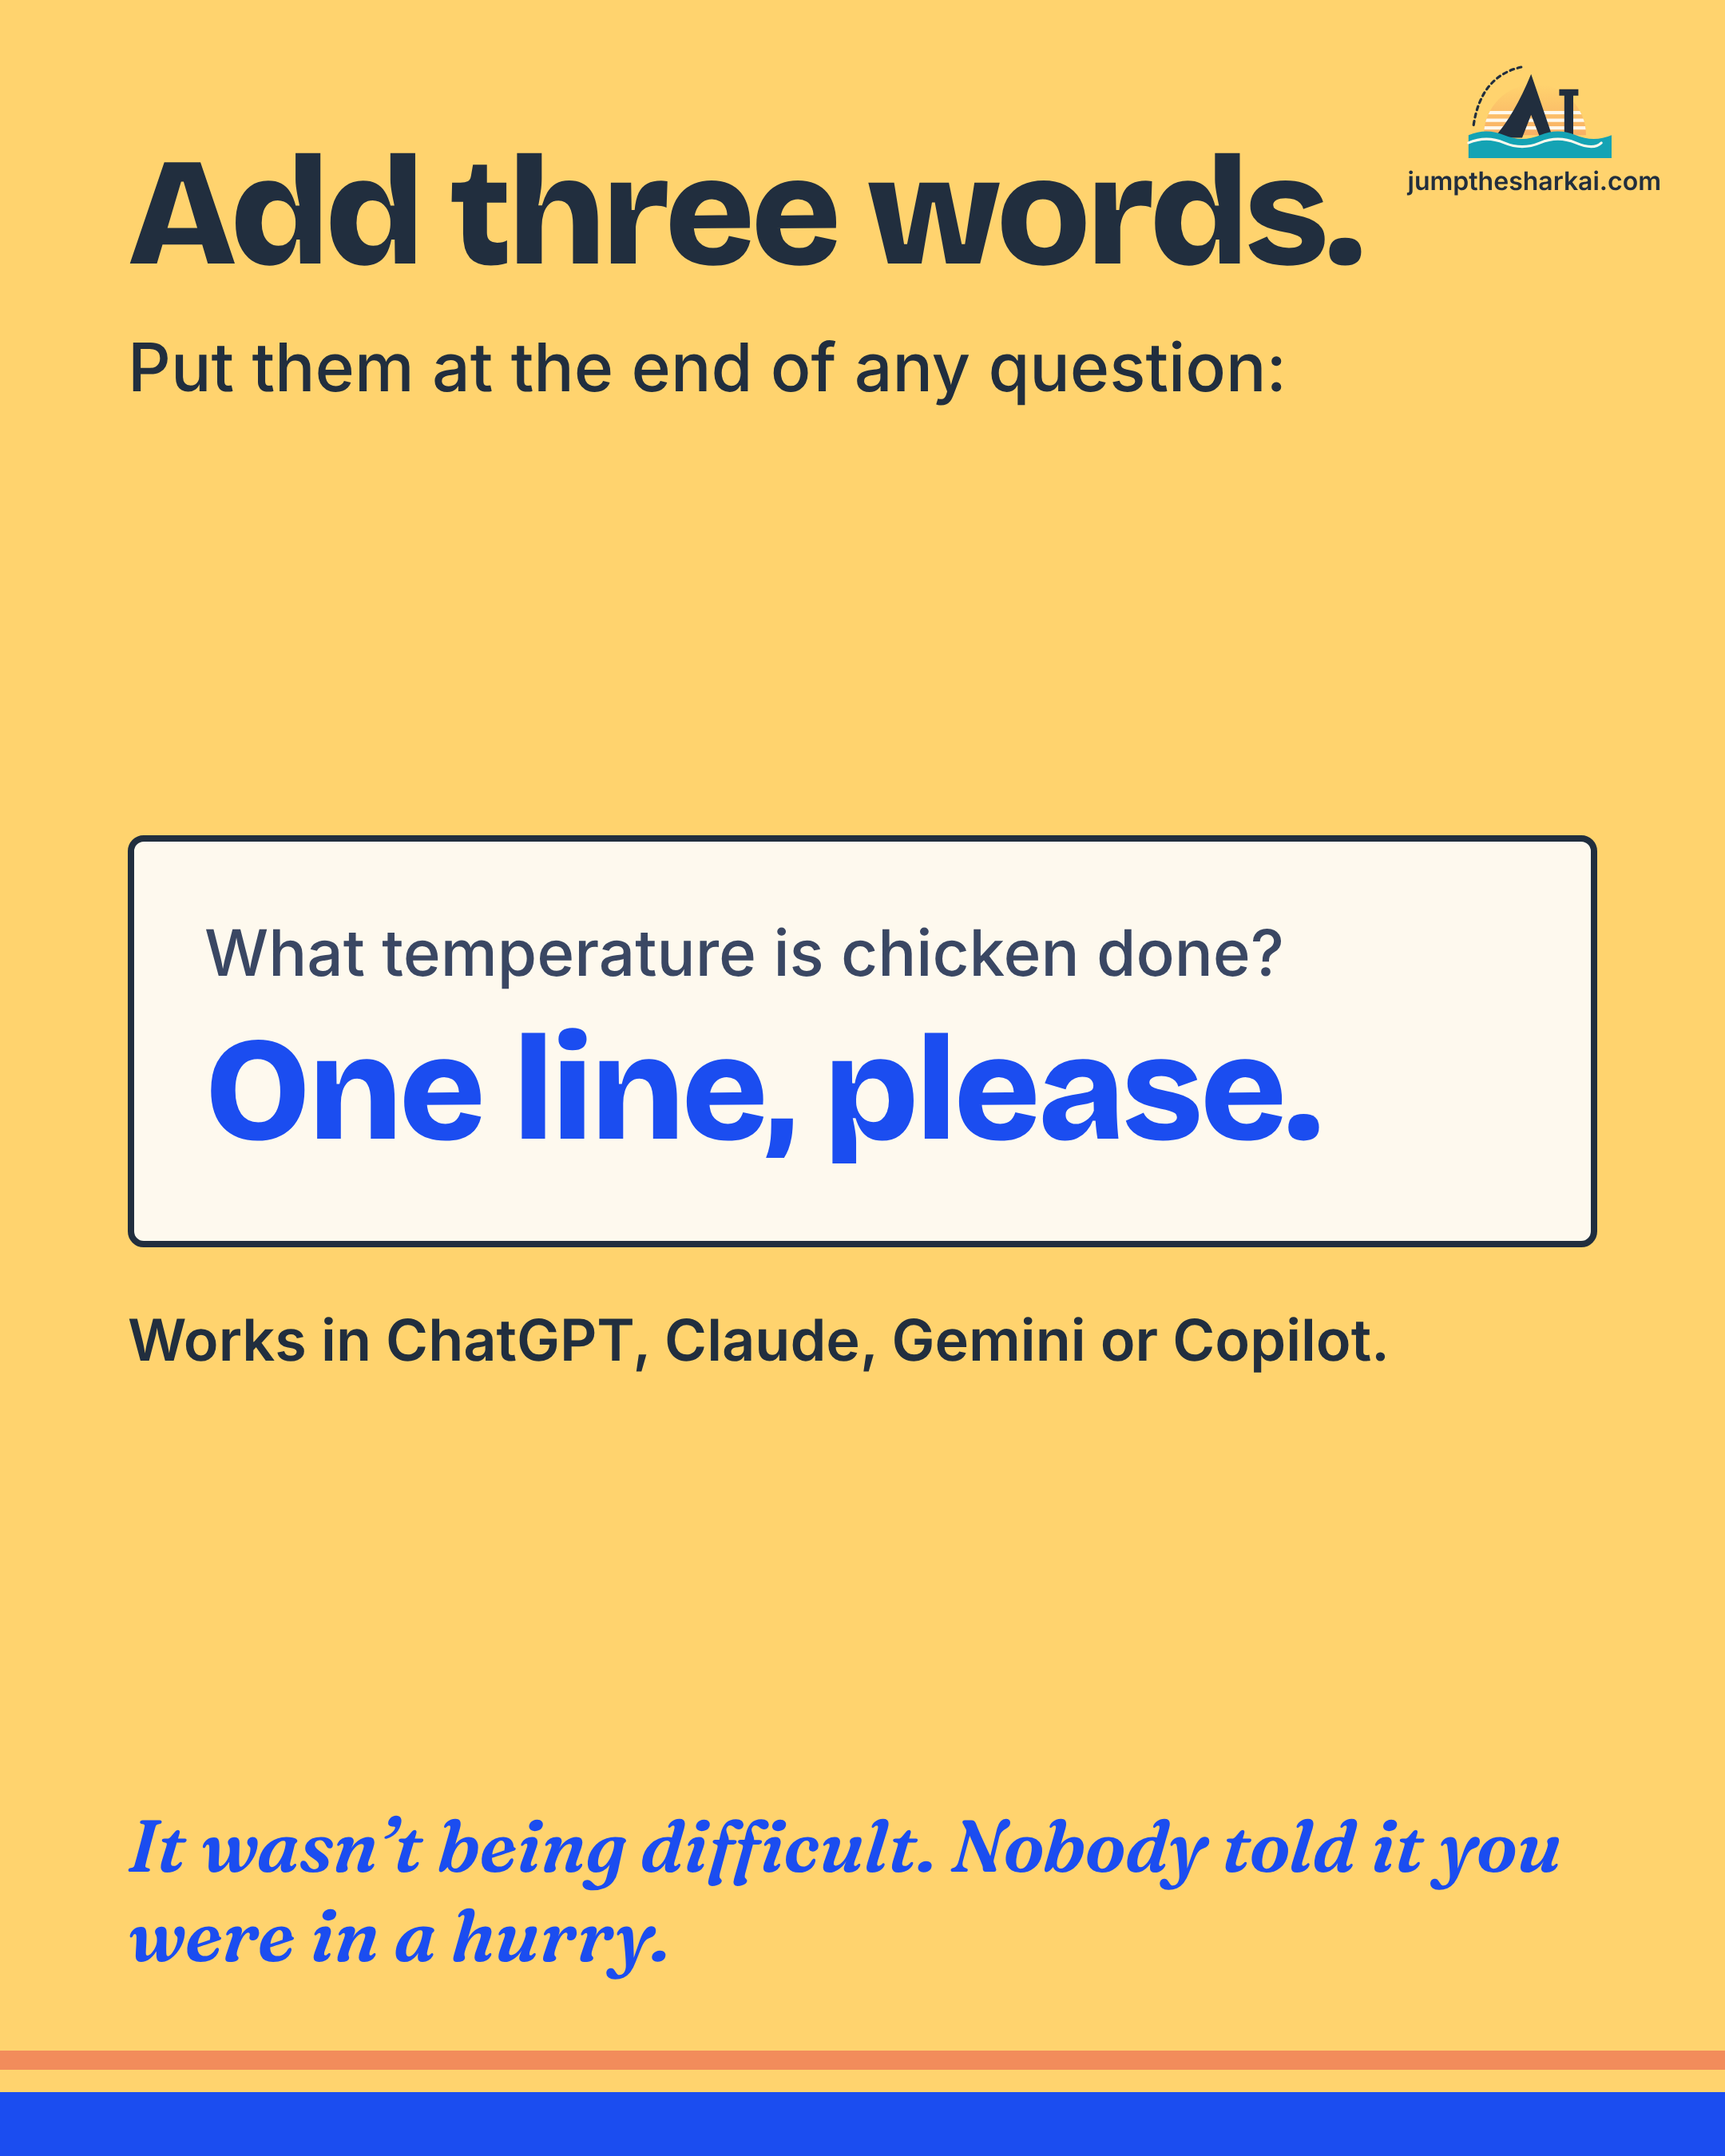 AI
jumpthesharkai.com
Add three words.
Put them at the end of any question:
What temperature is chicken done?
One line, please.
Works in ChatGPT, Claude, Gemini or Copilot.
It wasn’t being difficult. Nobody told it you
were in a hurry.